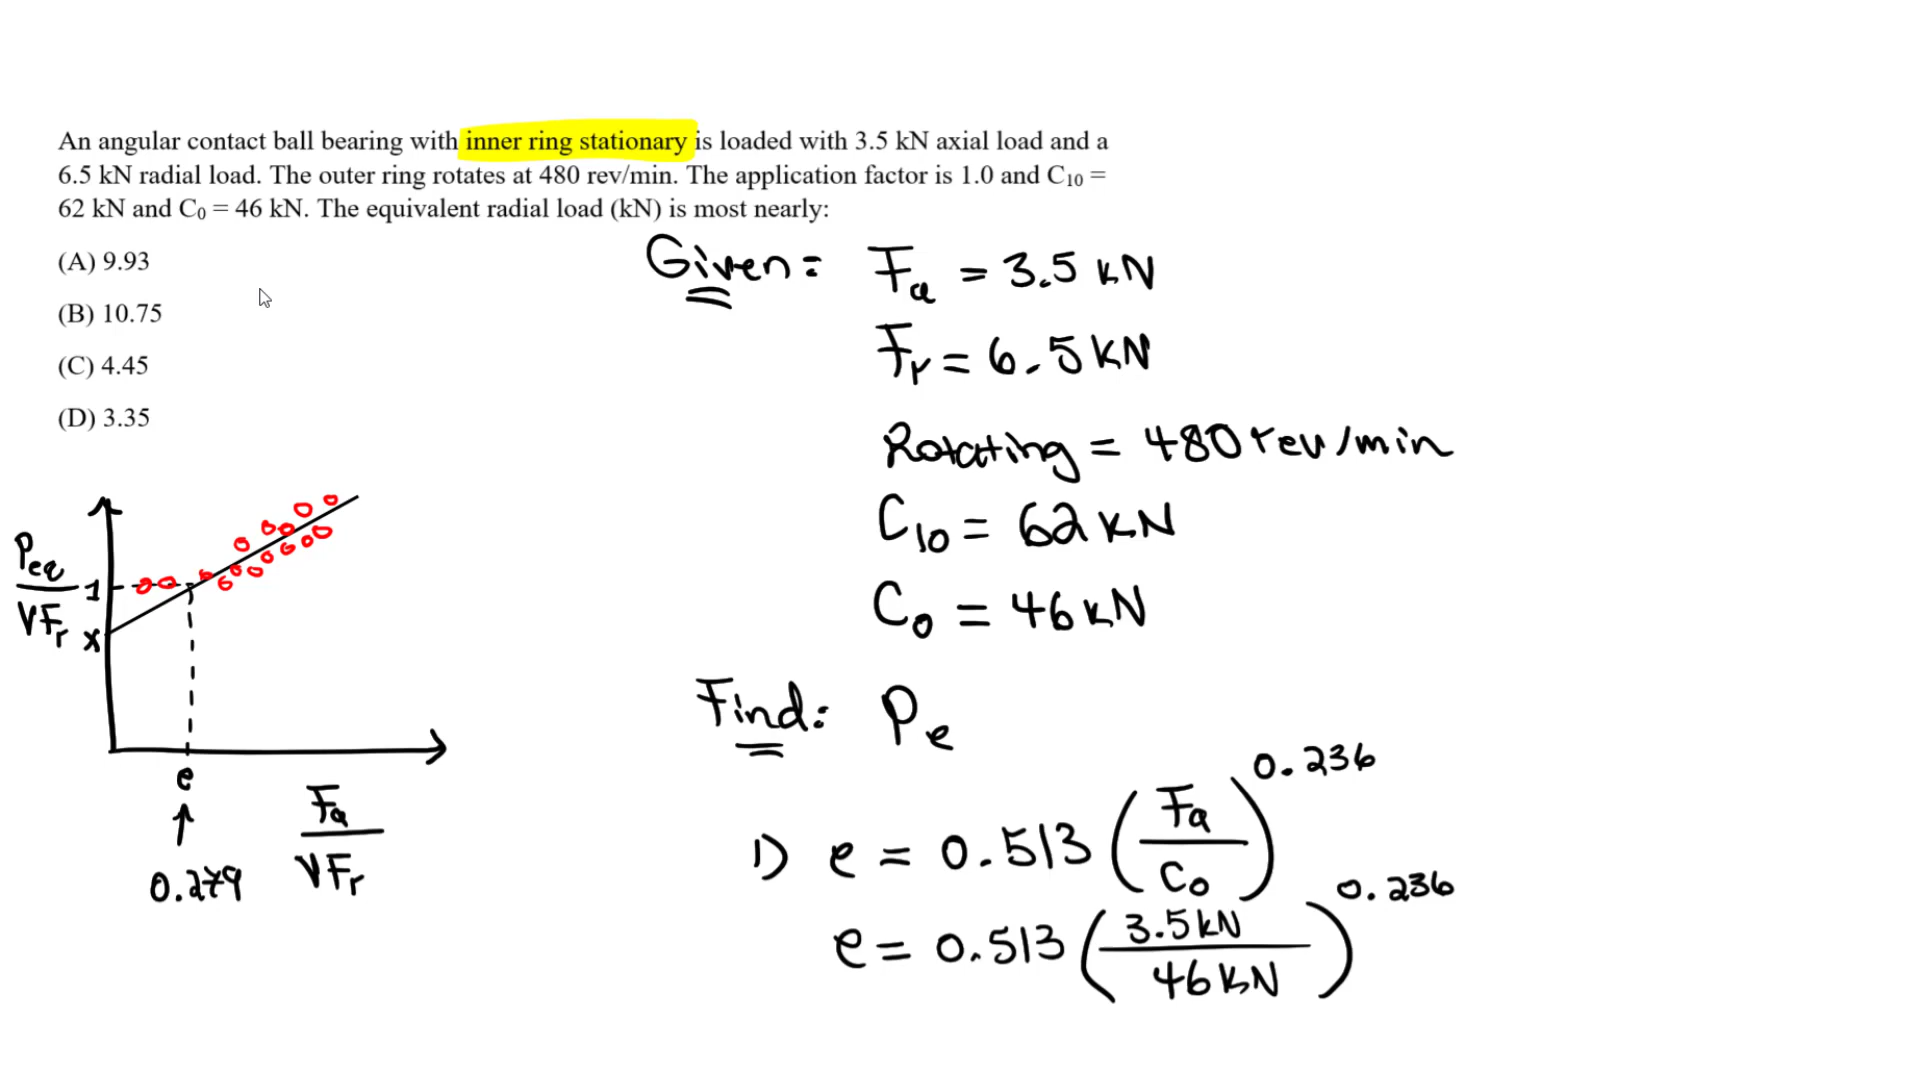 An angular contact ball bearing with inner ring stationary is loaded with 3.5 kN axial load and a
6.5 kN radial load. The outer ring rotates at 480 rev/min. The application factor is 1.0 and C₁₀ =
62 kN and C₀ = 46 kN. The equivalent radial load (kN) is most nearly:
(A) 9.93
(B) 10.75
(C) 4.45
(D) 3.35
Given: Fa = 3.5 kN
Fr = 6.5 kN
Rotating = 480 rev/min
C10 = 62 kN
C0 = 46 kN
Find: Pe
1) e = 0.513 (Fa / C0)^0.236
e = 0.513 (3.5 kN / 46 kN)^0.236
Peq / VFr
1
x
e
0.279
Fa / VFr